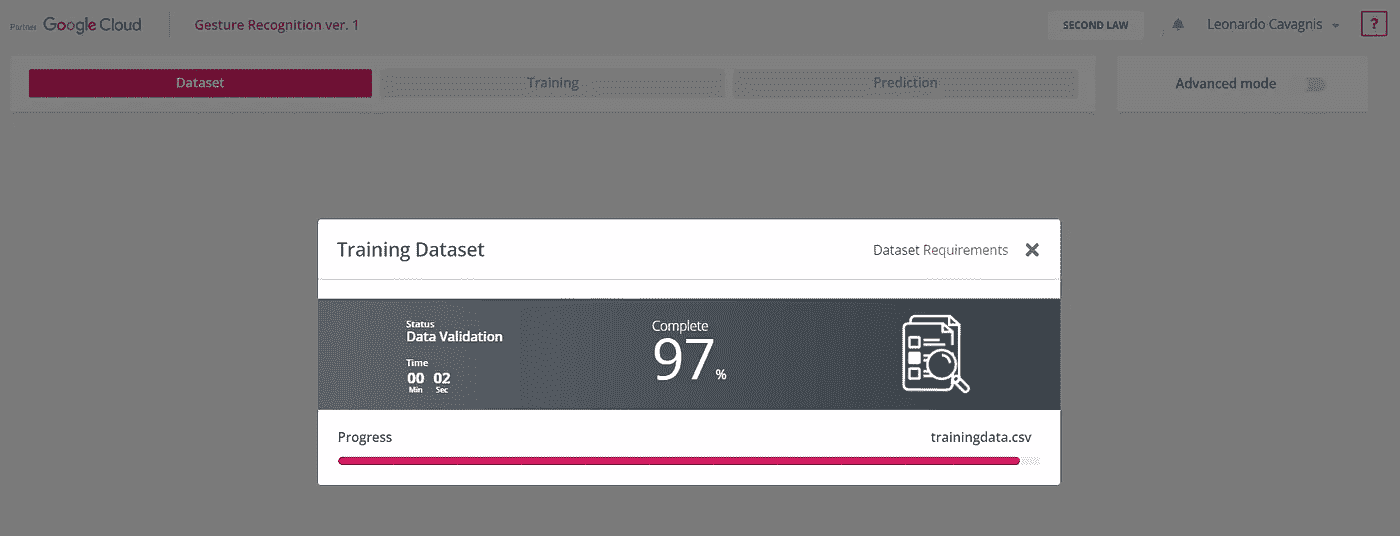 Partner Google Cloud
Gesture Recognition ver. 1
SECOND LAW
Leonardo Cavagnis
?
Dataset
Training
Prediction
Advanced mode
Training Dataset
Dataset Requirements
Status
Data Validation
Time
00 02
Min Sec
Complete
97 %
Progress
trainingdata.csv